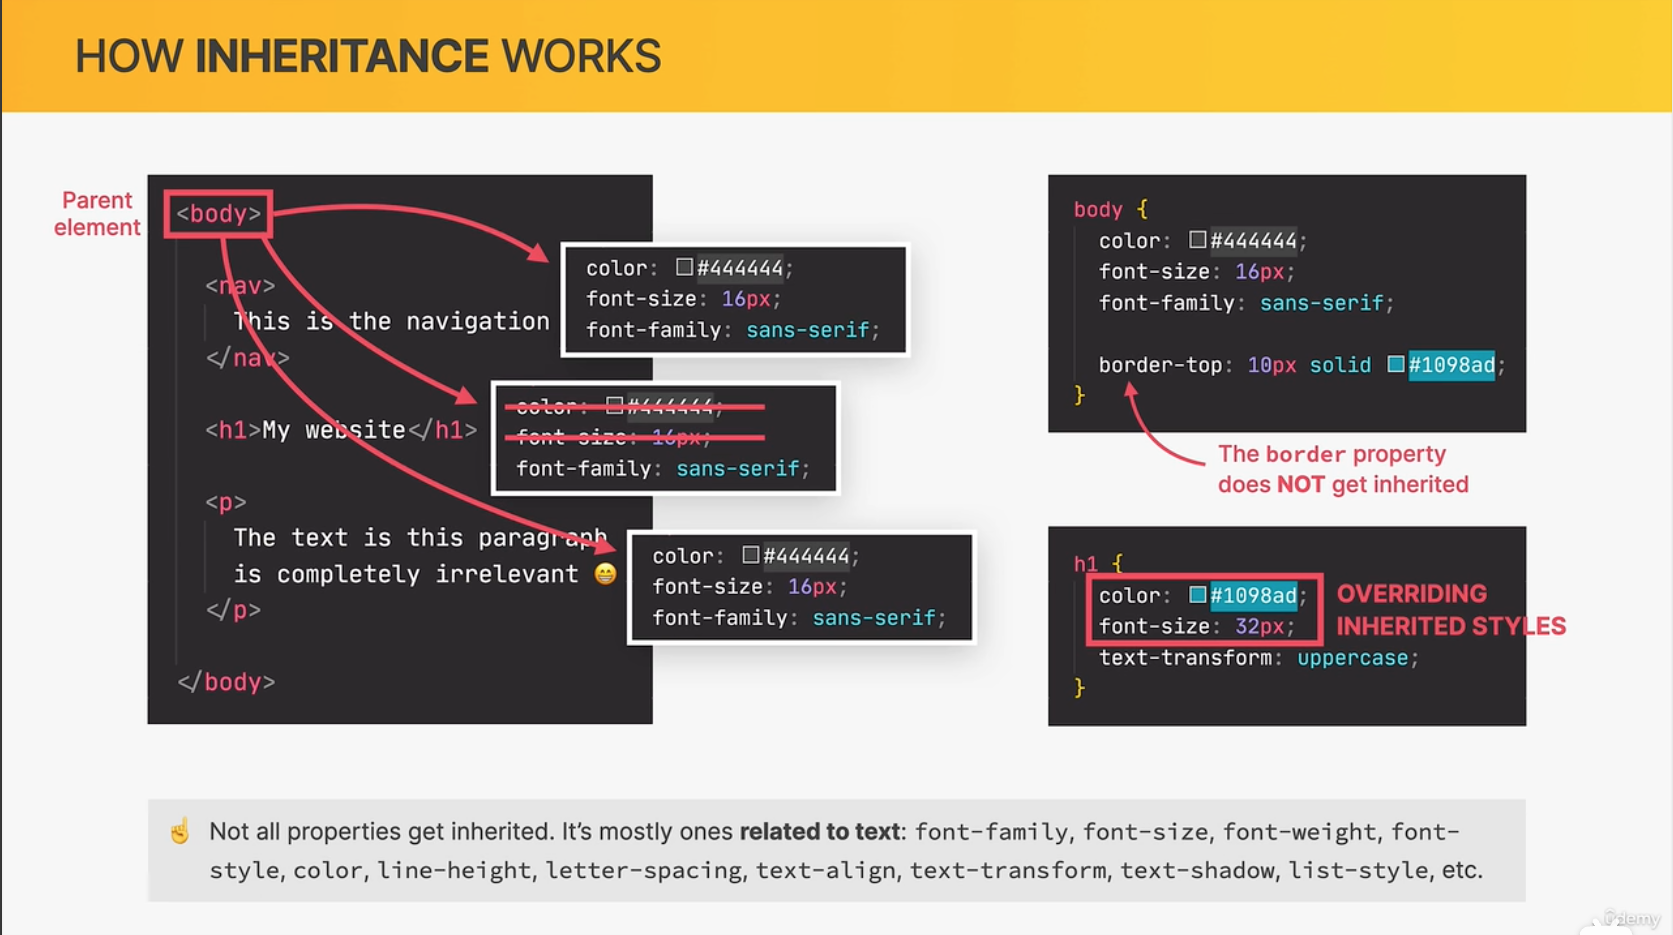 HOW INHERITANCE WORKS
Parent
element
<body>
<nav>
This is the navigation
</nav>
<h1>My website</h1>
<p>
The text is this paragraph
is completely irrelevant 😁
</p>
</body>
color: #444444;
font-size: 16px;
font-family: sans-serif;
color: #444444;
font-size: 16px;
font-family: sans-serif;
color: #444444;
font-size: 16px;
font-family: sans-serif;
body {
color: #444444;
font-size: 16px;
font-family: sans-serif;
border-top: 10px solid #1098ad;
}
The border property
does NOT get inherited
h1 {
color: #1098ad;
font-size: 32px;
text-transform: uppercase;
}
OVERRIDING
INHERITED STYLES
☝️ Not all properties get inherited. It’s mostly ones related to text: font-family, font-size, font-weight, font-
style, color, line-height, letter-spacing, text-align, text-transform, text-shadow, list-style, etc.
ûdemy